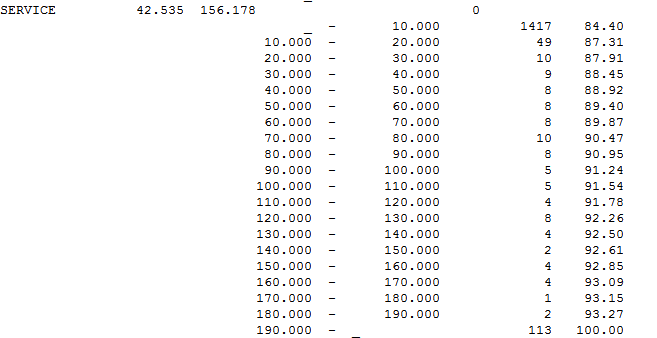 SERVICE 42.535 156.178 _ 0
_ - 10.000 1417 84.40
10.000 - 20.000 49 87.31
20.000 - 30.000 10 87.91
30.000 - 40.000 9 88.45
40.000 - 50.000 8 88.92
50.000 - 60.000 8 89.40
60.000 - 70.000 8 89.87
70.000 - 80.000 10 90.47
80.000 - 90.000 8 90.95
90.000 - 100.000 5 91.24
100.000 - 110.000 5 91.54
110.000 - 120.000 4 91.78
120.000 - 130.000 8 92.26
130.000 - 140.000 4 92.50
140.000 - 150.000 2 92.61
150.000 - 160.000 4 92.85
160.000 - 170.000 4 93.09
170.000 - 180.000 1 93.15
180.000 - 190.000 2 93.27
190.000 - _ 113 100.00